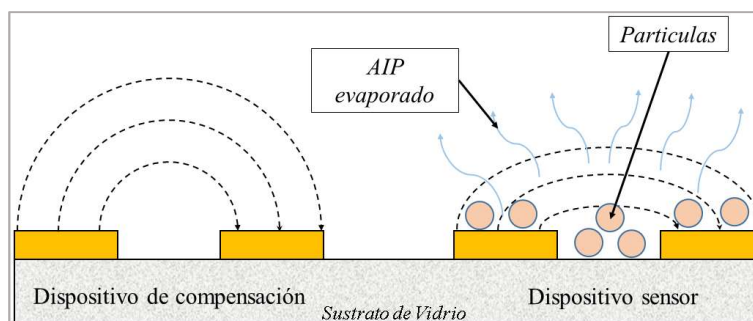 Particulas
AIP
evaporado
Dispositivo de compensación
Dispositivo sensor
Sustrato de Vidrio